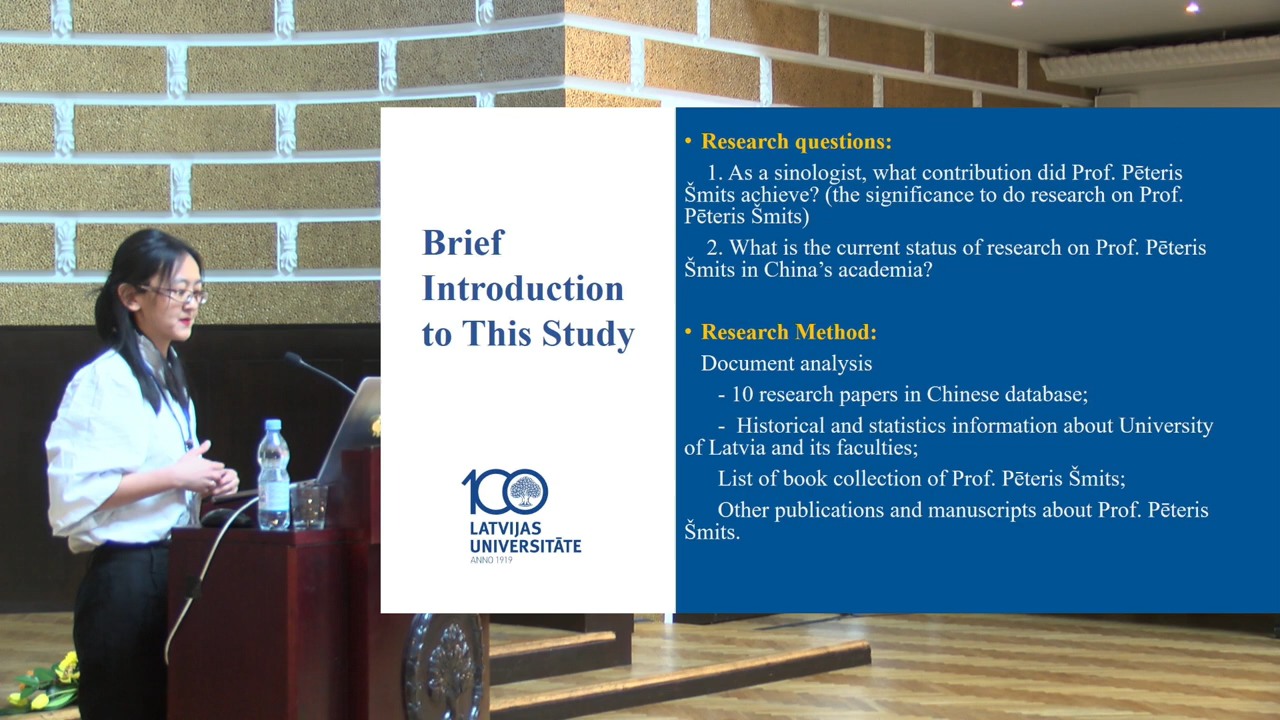 Brief
Introduction
to This Study
100
LATVIJAS
UNIVERSITĀTE
ANNO 1919
• Research questions:
1. As a sinologist, what contribution did Prof. Pēteris
Šmits achieve? (the significance to do research on Prof.
Pēteris Šmits)
2. What is the current status of research on Prof. Pēteris
Šmits in China’s academia?
• Research Method:
Document analysis
- 10 research papers in Chinese database;
- Historical and statistics information about University
of Latvia and its faculties;
List of book collection of Prof. Pēteris Šmits;
Other publications and manuscripts about Prof. Pēteris
Šmits.